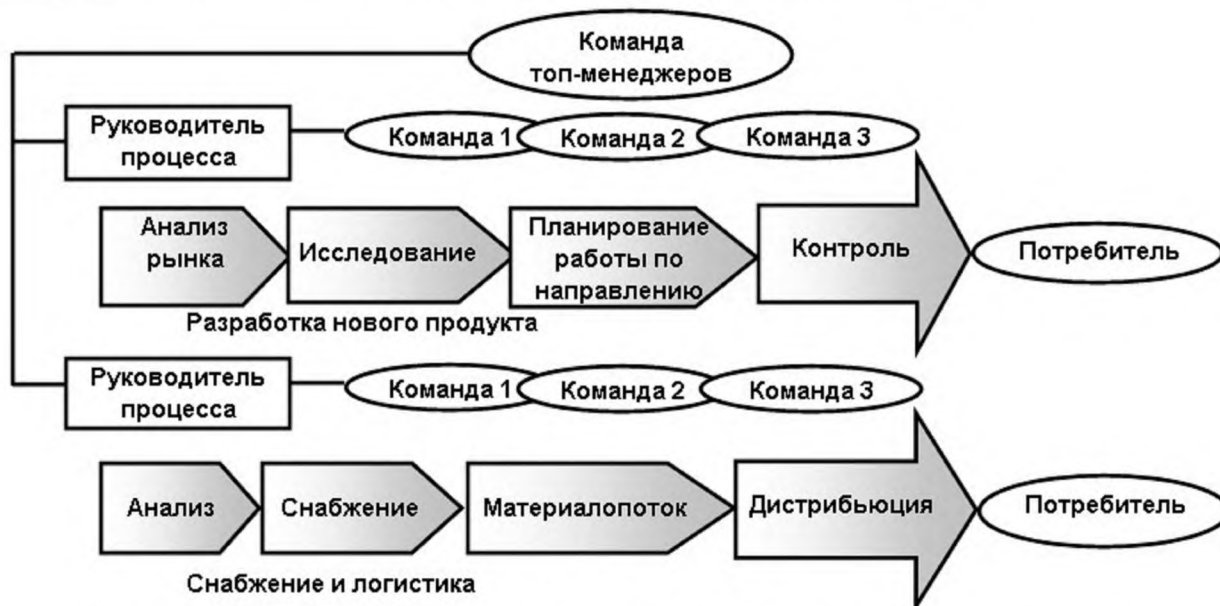 Команда
топ-менеджеров
Руководитель
процесса
Команда 1
Команда 2
Команда 3
Анализ
рынка
Исследование
Планирование
работы по
направлению
Контроль
Потребитель
Разработка нового продукта
Руководитель
процесса
Команда 1
Команда 2
Команда 3
Анализ
Снабжение
Материалопоток
Дистрибьюция
Потребитель
Снабжение и логистика